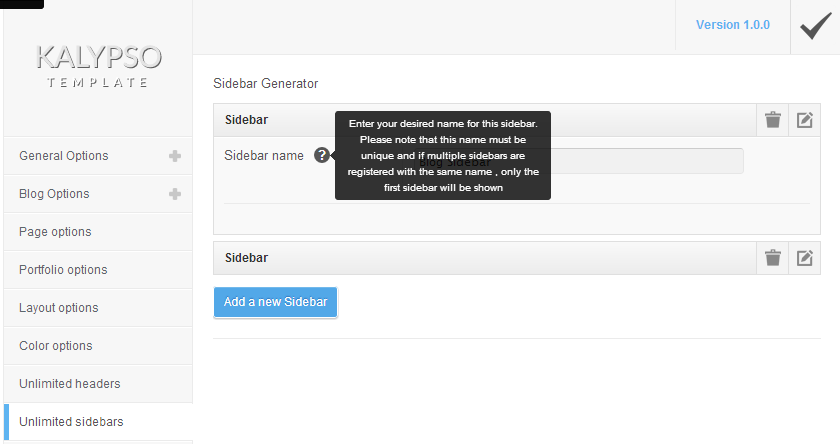 KALYPSO
TEMPLATE
Version 1.0.0
General Options
Blog Options
Page options
Portfolio options
Layout options
Color options
Unlimited headers
Unlimited sidebars
Sidebar Generator
Sidebar
Sidebar name
?
Enter your desired name for this sidebar.
Please note that this name must be
unique and if multiple sidebars are
registered with the same name , only the
first sidebar will be shown
Blog Sidebar
Sidebar
Add a new Sidebar